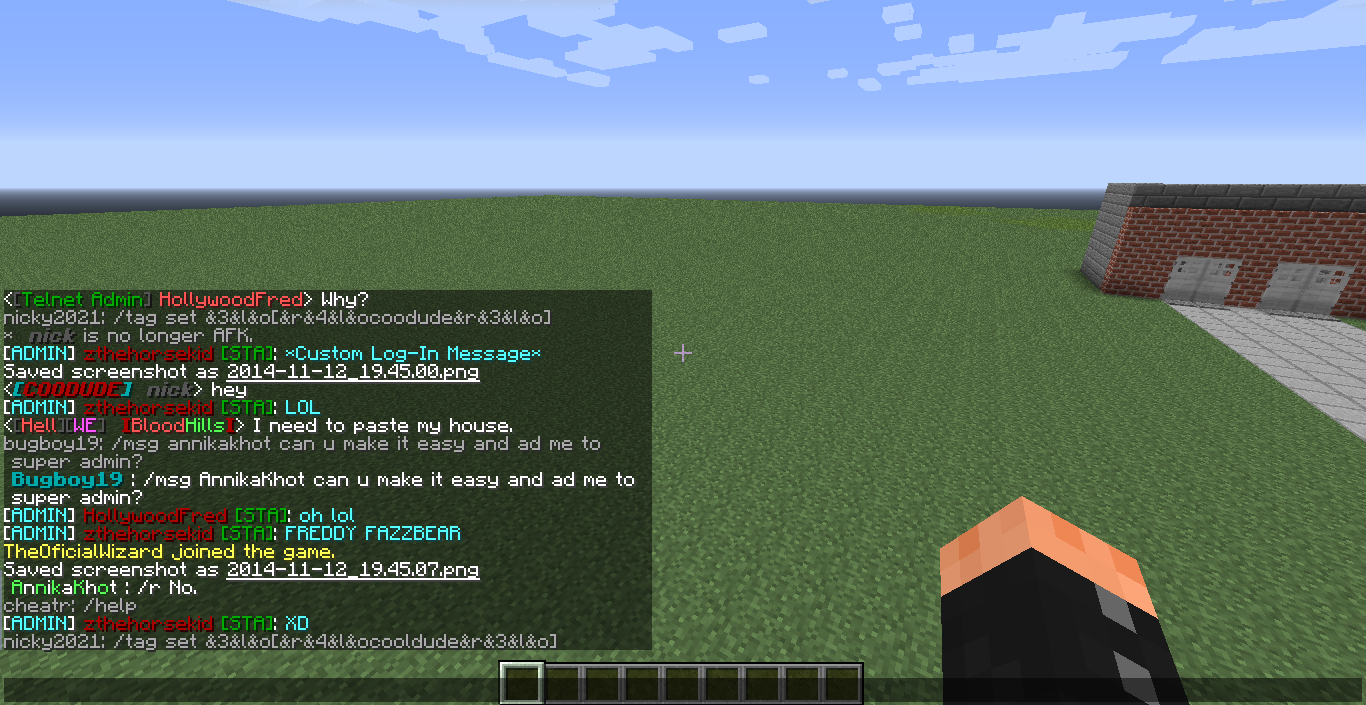 <[Telnet Admin] HollywoodFred> Why?
nicky2021: /tag set &3&l&o[&r&4&l&ocoodude&r&3&l&o]
* nick is no longer AFK.
[ADMIN] zthehorsekid [STA]: *Custom Log-In Message*
Saved screenshot as 2014-11-12_19.45.00.png
<[COODUDE] nick> hey
[ADMIN] zthehorsekid [STA]: LOL
<[Hell][WE] IBloodHillsI> I need to paste my house.
bugboy19: /msg annikakhot can u make it easy and ad me to
super admin?
Bugboy19 : /msg AnnikaKhot can u make it easy and ad me to
super admin?
[ADMIN] HollywoodFred [STA]: oh lol
[ADMIN] zthehorsekid [STA]: FREDDY FAZZBEAR
TheOficialWizard joined the game.
Saved screenshot as 2014-11-12_19.45.07.png
AnnikaKhot : /r No.
cheatr: /help
[ADMIN] zthehorsekid [STA]: XD
nicky2021: /tag set &3&l&o[&r&4&l&ocooldude&r&3&l&o]